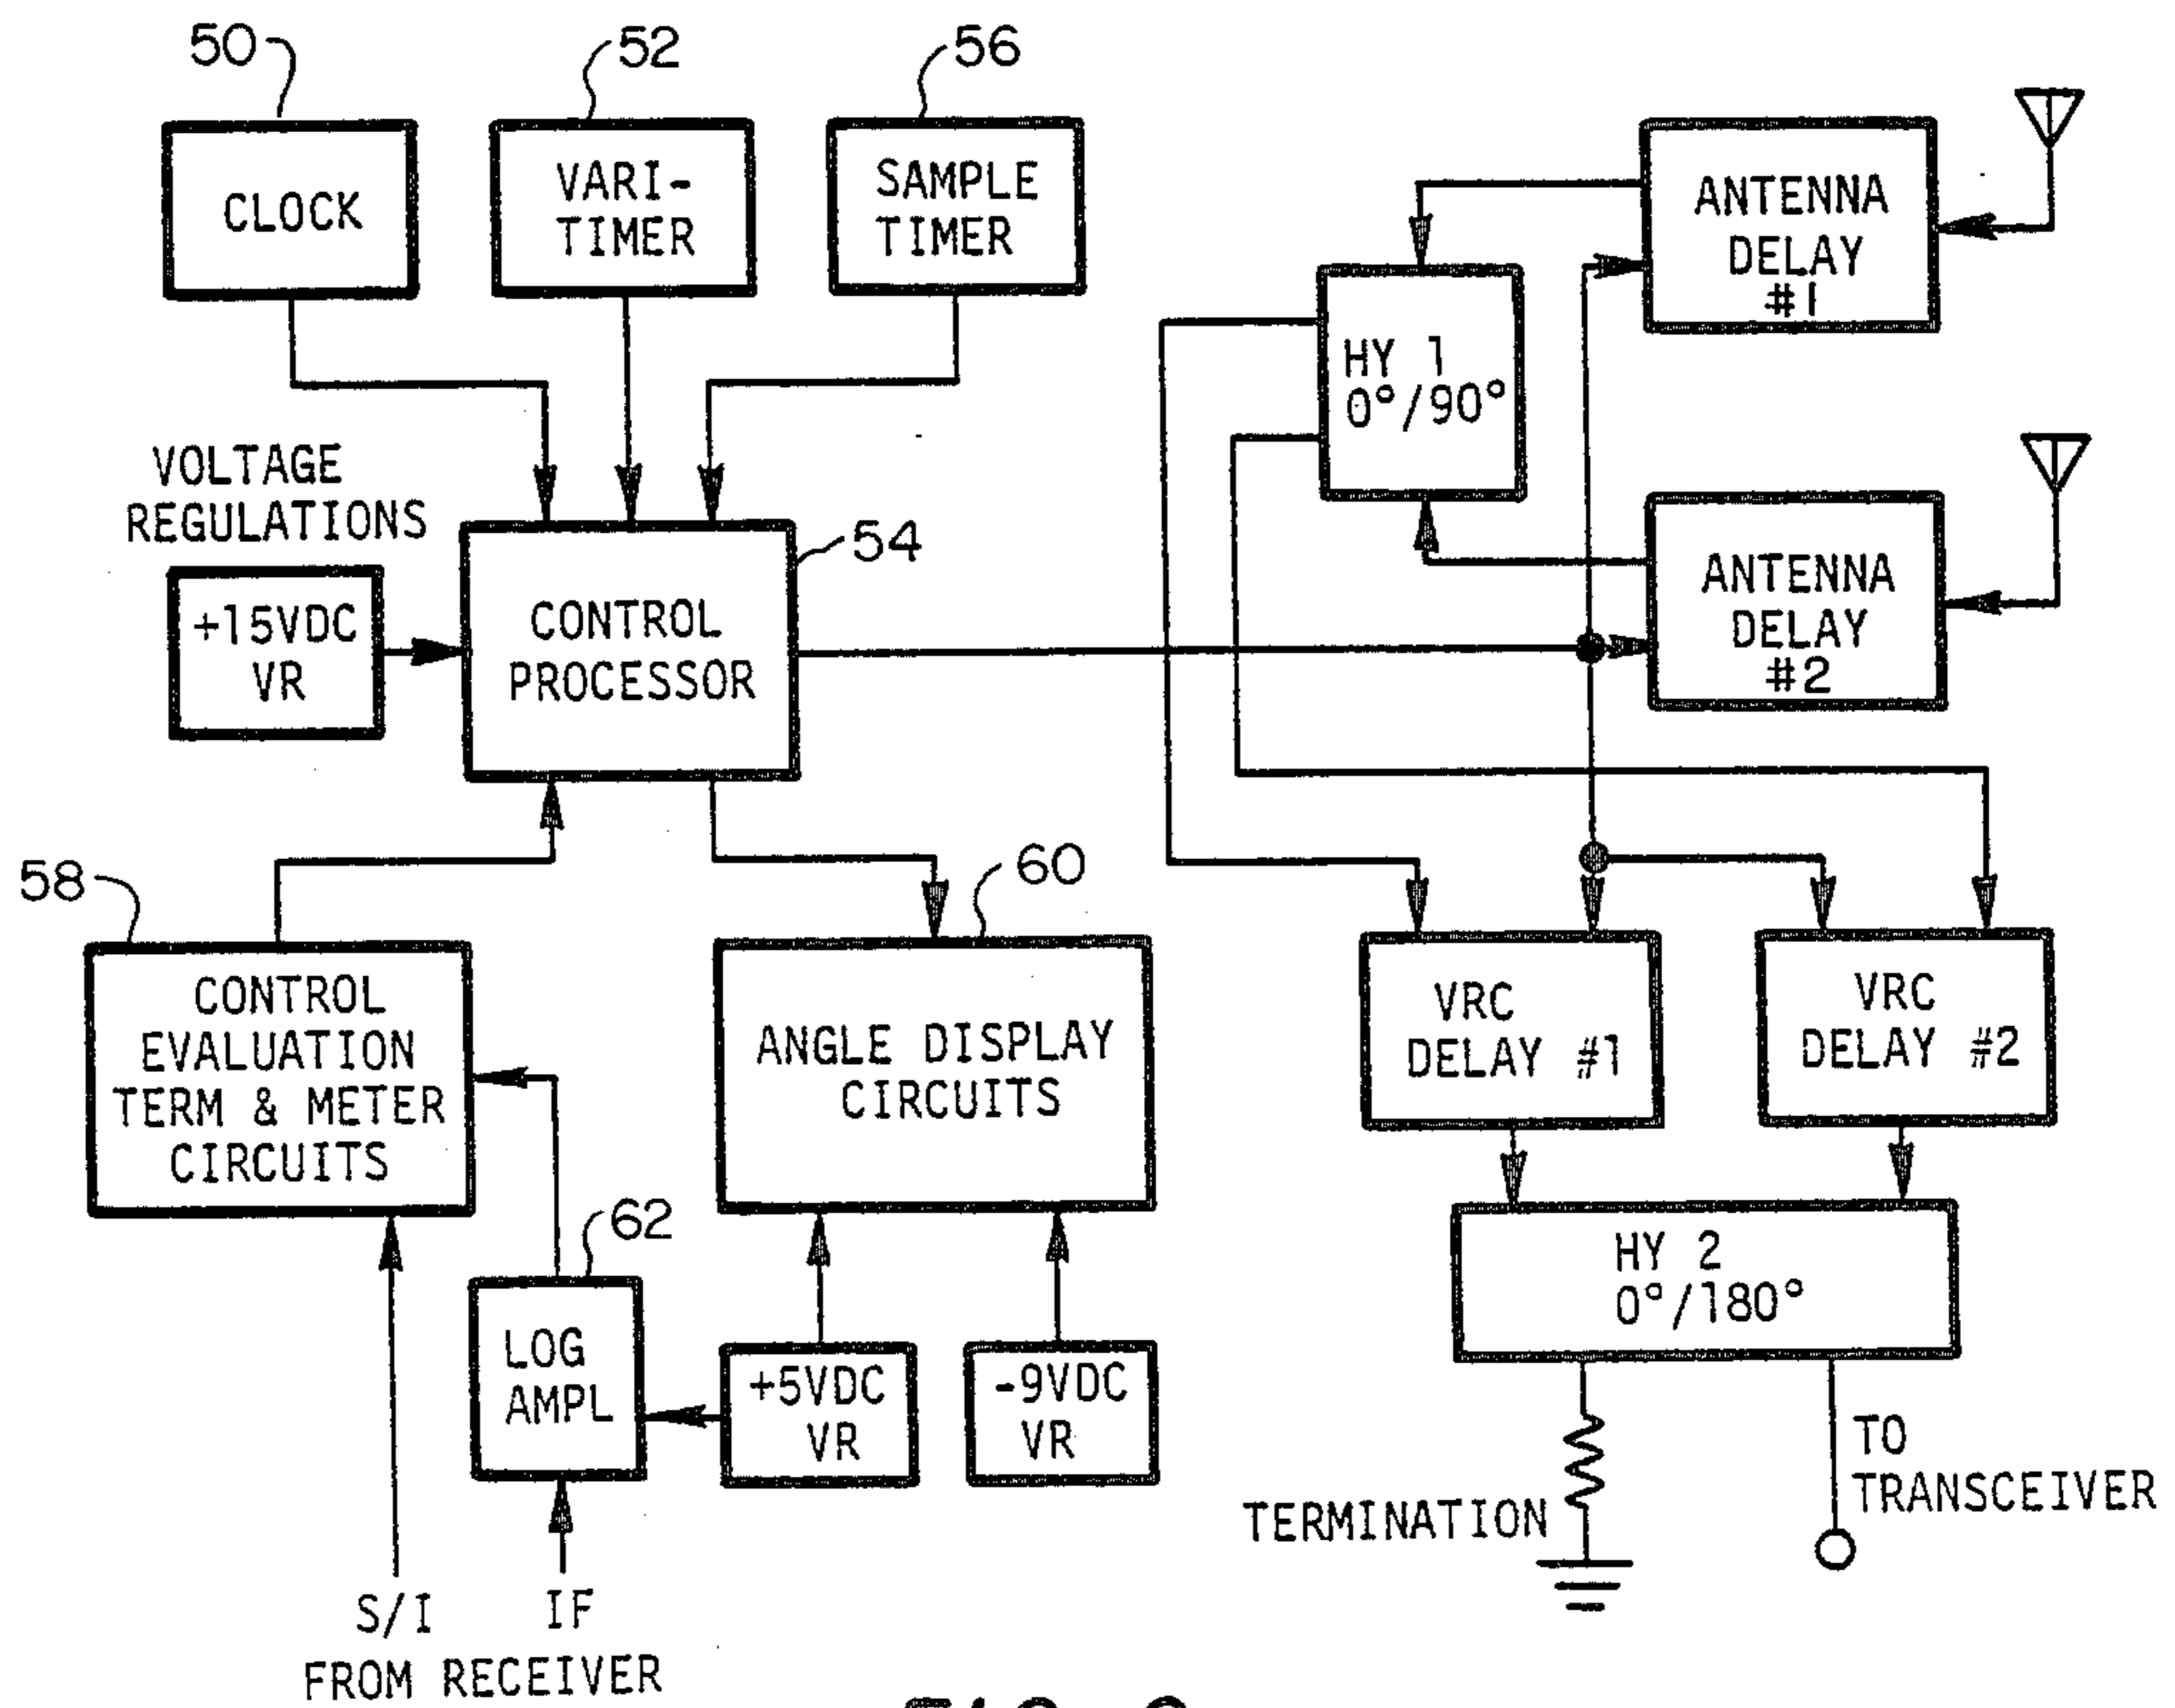 50
52
56
CLOCK
VARI-
TIMER
SAMPLE
TIMER
ANTENNA
DELAY
#1
HY 1
0°/90°
VOLTAGE
REGULATIONS
54
+15VDC
VR
CONTROL
PROCESSOR
ANTENNA
DELAY
#2
58
60
CONTROL
EVALUATION
TERM & METER
CIRCUITS
ANGLE DISPLAY
CIRCUITS
VRC
DELAY #1
VRC
DELAY #2
62
LOG
AMPL
+5VDC
VR
-9VDC
VR
HY 2
0°/180°
TERMINATION
TO
TRANSCEIVER
S/I
IF
FROM RECEIVER